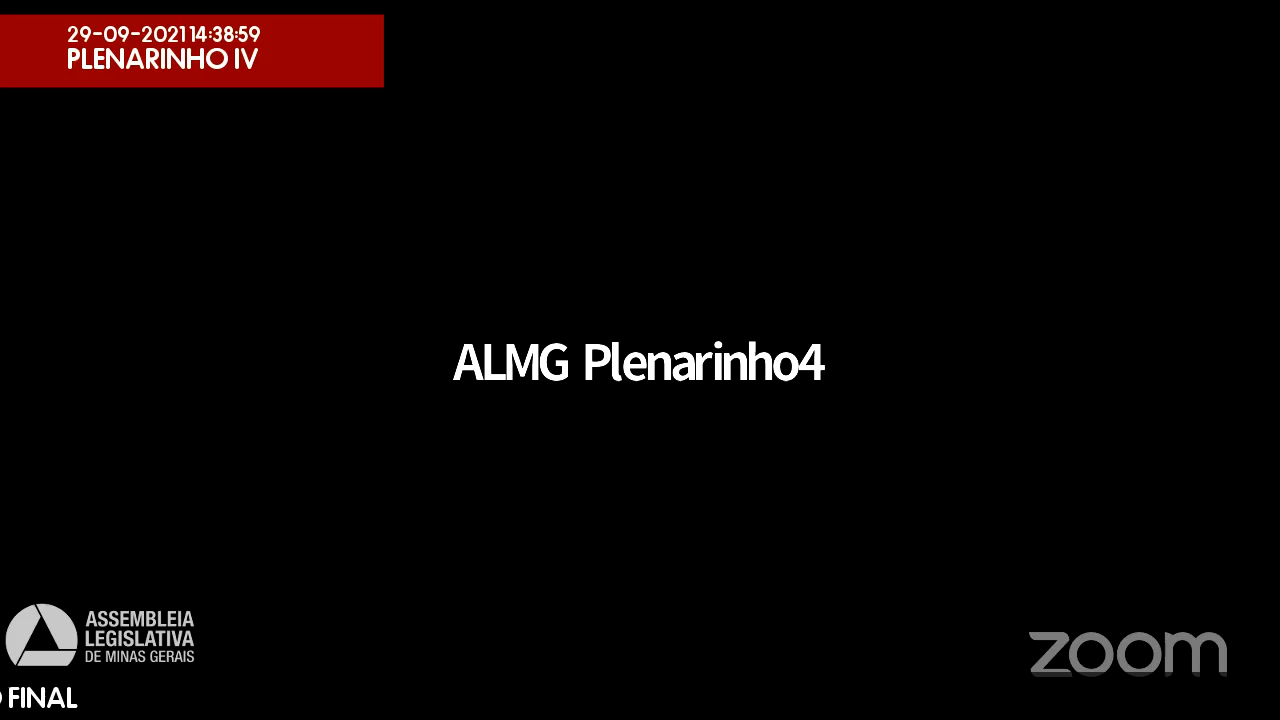 29-09-2021 14:38:59
PLENARINHO IV
ALMG Plenarinho4
ASSEMBLEIA
LEGISLATIVA
DE MINAS GERAIS
zoom
FINAL